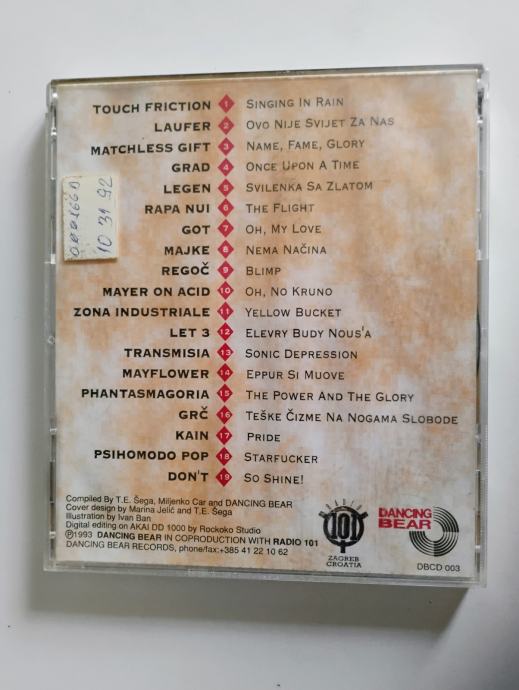 TOUCH FRICTION 1 SINGING IN RAIN
LAUFER 2 OVO NIJE SVIJET ZA NAS
MATCHLESS GIFT 3 NAME, FAME, GLORY
GRAD 4 ONCE UPON A TIME
LEGEN 5 SVILENKA SA ZLATOM
RAPA NUI 6 THE FLIGHT
GOT 7 OH, MY LOVE
MAJKE 8 NEMA NAČINA
REGOČ 9 BLIMP
MAYER ON ACID 10 OH, NO KRUNO
ZONA INDUSTRIALE 11 YELLOW BUCKET
LET 3 12 ELEVRY BUDY NOUS'A
TRANSMISIA 13 SONIC DEPRESSION
MAYFLOWER 14 EPPUR SI MUOVE
PHANTASMAGORIA 15 THE POWER AND THE GLORY
GRČ 16 TEŠKE ČIZME NA NOGAMA SLOBODE
KAIN 17 PRIDE
PSIHOMODO POP 18 STARFUCKER
DON'T 19 SO SHINE!
10 31 92
Compiled By T.E. Šega, Miljenko Car and DANCING BEAR
Cover design by Marina Jelić and T.E. Šega
Illustration by Ivan Ban
Digital editing on AKAI DD 1000 by Rockoko Studio
Ⓟ1993 DANCING BEAR IN COPRODUCTION WITH RADIO 101
DANCING BEAR RECORDS, phone/fax:+385 41 22 10 62
RADIO
101
ZAGREB
CROATIA
DANCING
BEAR
DBCD 003